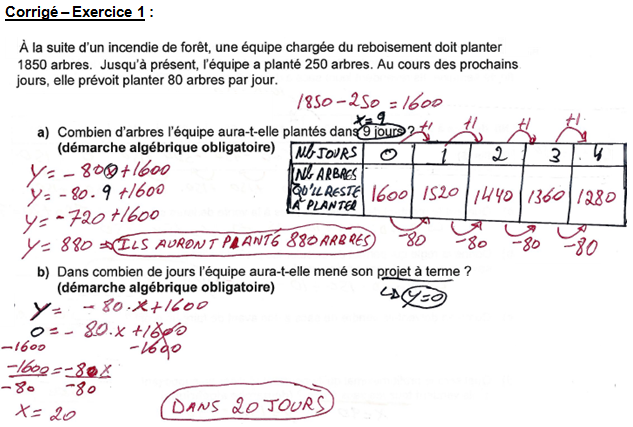 Corrigé – Exercice 1 :
À la suite d'un incendie de forêt, une équipe chargée du reboisement doit planter
1850 arbres. Jusqu'à présent, l'équipe a planté 250 arbres. Au cours des prochains
jours, elle prévoit planter 80 arbres par jour.
1850-250 = 1600
x=9
a) Combien d'arbres l'équipe aura-t-elle plantés dans 9 jours ?
(démarche algébrique obligatoire)
+1 +1 +1 +1
NB JOURS 0 1 2 3 4
NB ARBRES QU'IL RESTE À PLANTER 1600 1520 1440 1360 1280
-80 -80 -80 -80
y = -80x+1600
y = -80.9+1600
y = -720+1600
y = 880 ⇒ ILS AURONT PLANTÉ 880 ARBRES
b) Dans combien de jours l'équipe aura-t-elle mené son projet à terme ?
(démarche algébrique obligatoire)
↳ y=0
y = -80.x+1600
0 = -80.x+1600
-1600 -1600
-1600 = -80x
-80 -80
x = 20
DANS 20 JOURS